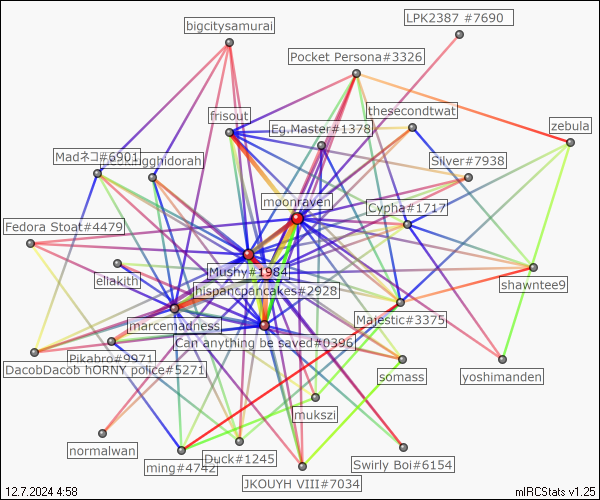 LPK2387 ^7690
bigcitysamurai
Pocket Persona#3326
frisout
thesecondtwat
Eg.Master#1378
zebula
Madネコ#6901
gghidorah
Silver#7938
moonraven
Cypha#1717
Fedora Stoat#4479
Mushy#1984
eliakith
shawntee9
hispancpancakes#2928
marcemadness
Majestic#3375
Can anything be saved#0396
Pikabro#9971
DacobDacob hORNY police#5271
somass
yoshimanden
mukszi
normalwan
Duck#1245
ming#4742
Swirly Boi#6154
JKOUYH VIII#7034
12.7.2024 4:58
mIRCStats v1.25